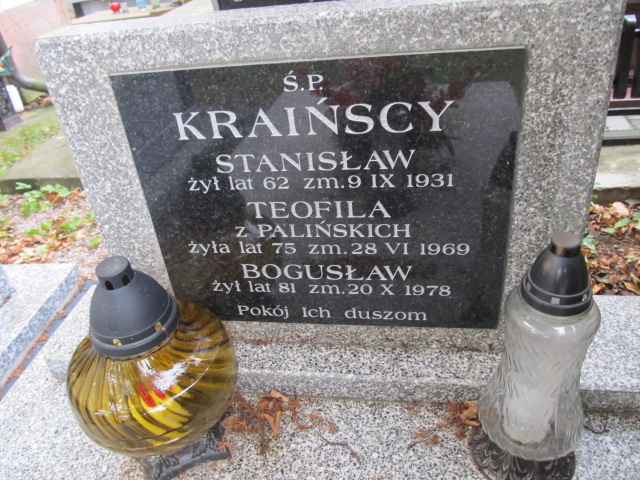 Ś.P.
KRAIŃSCY
STANISŁAW
żył lat 62 zm. 9 IX 1931
TEOFILA
z PALIŃSKICH
żyła lat 75 zm. 28 VI 1969
BOGUSŁAW
żył lat 81 zm. 20 X 1978
Pokój Ich duszom